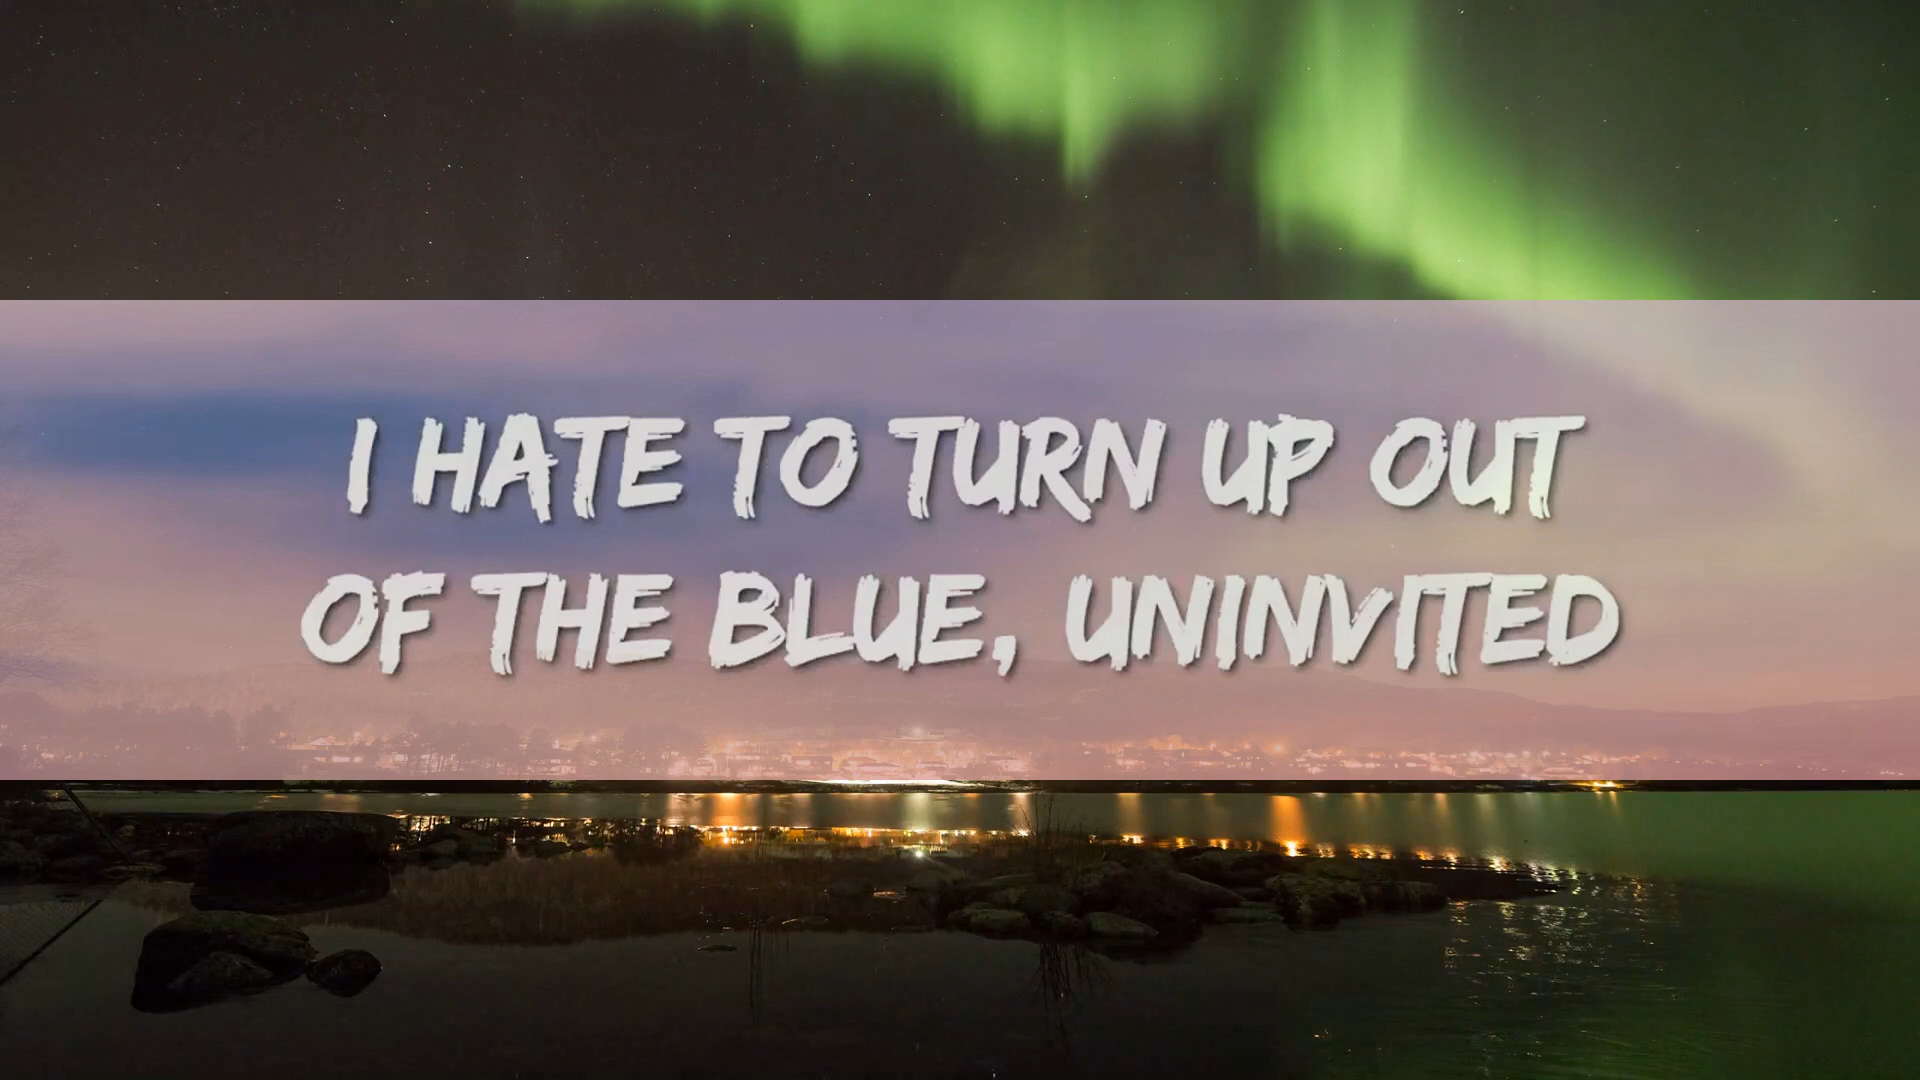 I HATE TO TURN UP OUT
OF THE BLUE, UNINVITED